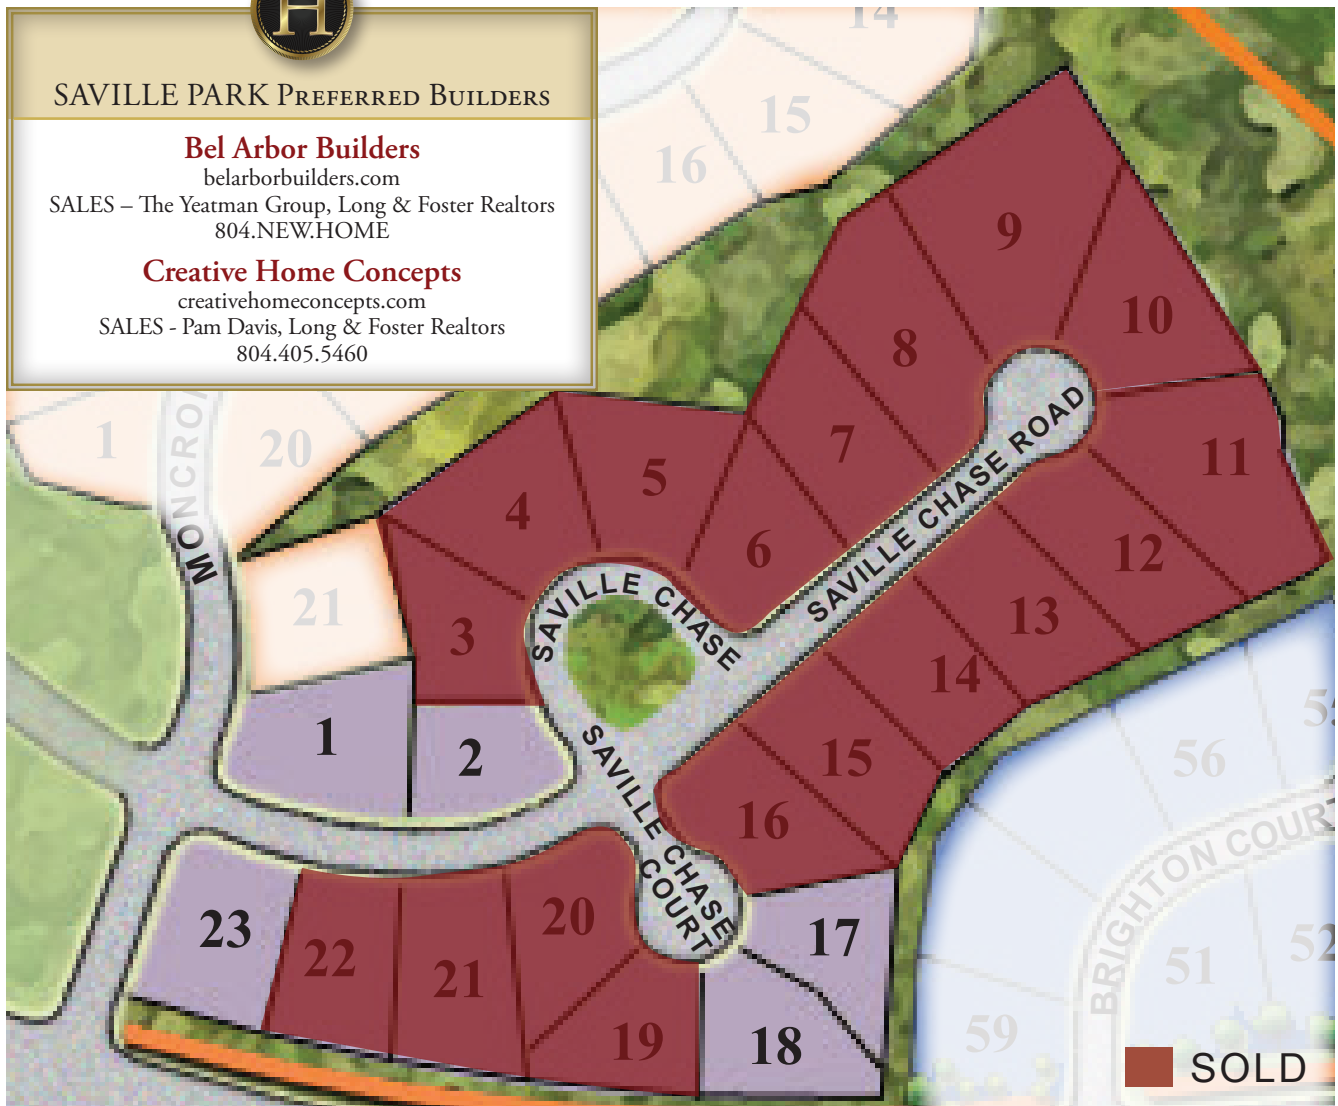 H
SAVILLE PARK PREFERRED BUILDERS
Bel Arbor Builders
belarborbuilders.com
SALES – The Yeatman Group, Long & Foster Realtors
804.NEW.HOME
Creative Home Concepts
creativehomeconcepts.com
SALES - Pam Davis, Long & Foster Realtors
804.405.5460
14
15
16
9
10
8
7
11
1
20
5
4
6
12
21
3
13
14
1
2
15
16
56
23
22
21
20
19
17
18
51
52
59
SAVILLE CHASE
SAVILLE CHASE ROAD
SAVILLE CHASE
COURT
BRIGHTON COURT
SOLD